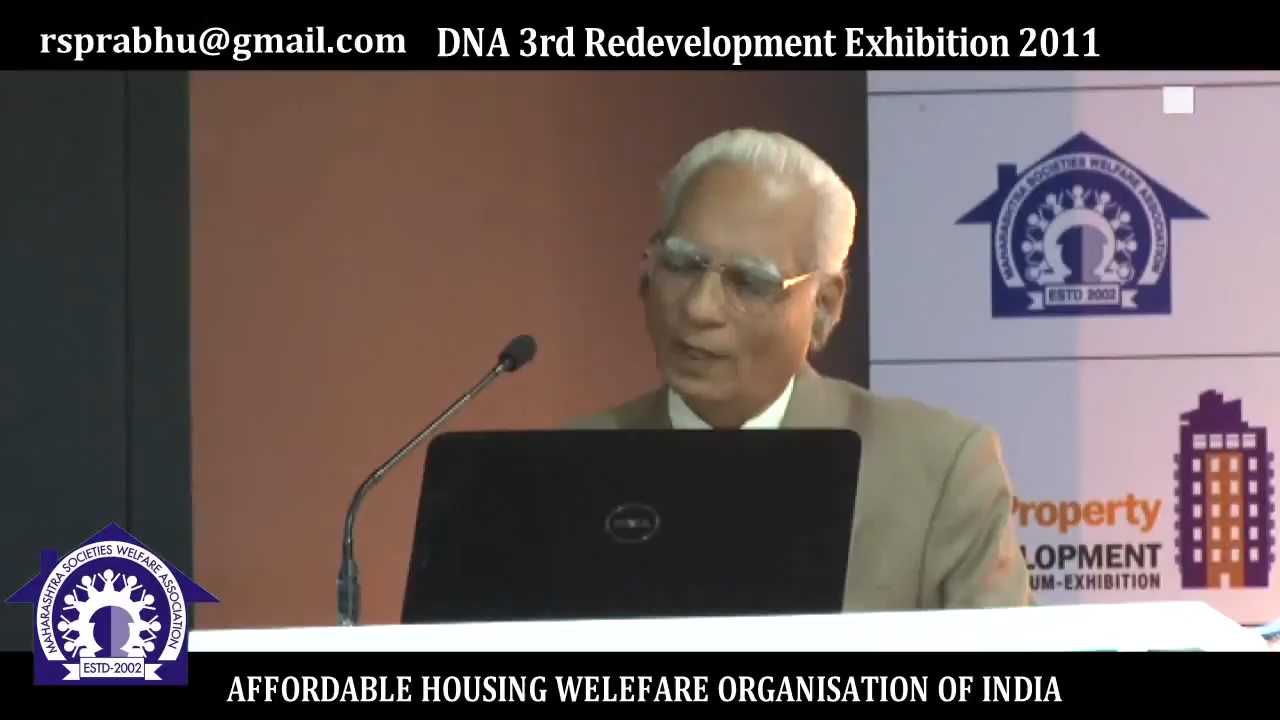 rsprabhu@gmail.com DNA 3rd Redevelopment Exhibition 2011
MAHARASHTRA SOCIETIES WELFARE ASSOCIATION
ESTD 2002
Property
LOPMENT
UM-EXHIBITION
DELL
MAHARASHTRA SOCIETIES WELFARE ASSOCIATION
ESTD-2002
AFFORDABLE HOUSING WELEFARE ORGANISATION OF INDIA